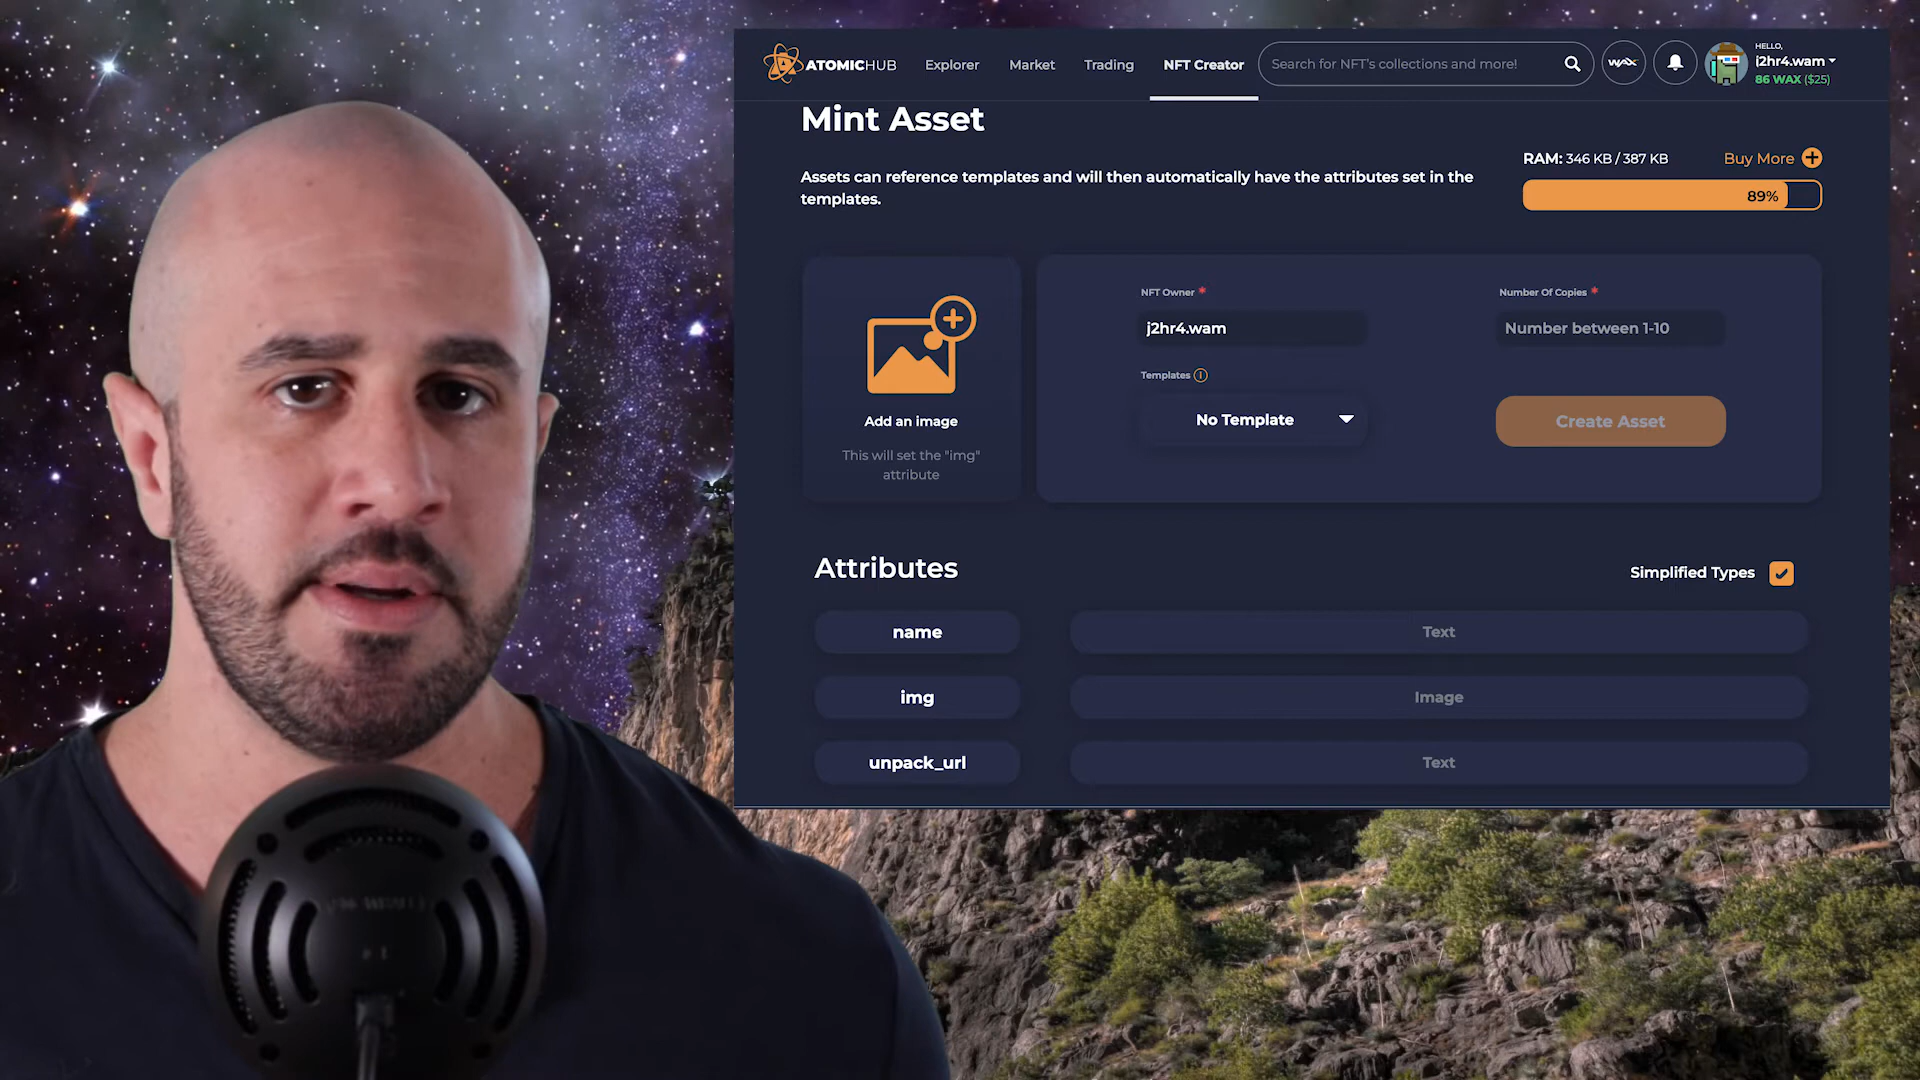 ATOMICHUB
Explorer
Market
Trading
NFT Creator
Search for NFT's collections and more!
WAX
HELLO,
j2hr4.wam
86 WAX ($25)
Mint Asset
Assets can reference templates and will then automatically have the attributes set in the
templates.
RAM: 346 KB / 387 KB
Buy More
89%
Add an image
This will set the "img"
attribute
NFT Owner *
j2hr4.wam
Number Of Copies *
Number between 1-10
Templates
No Template
Create Asset
Attributes
Simplified Types
name
Text
img
Image
unpack_url
Text